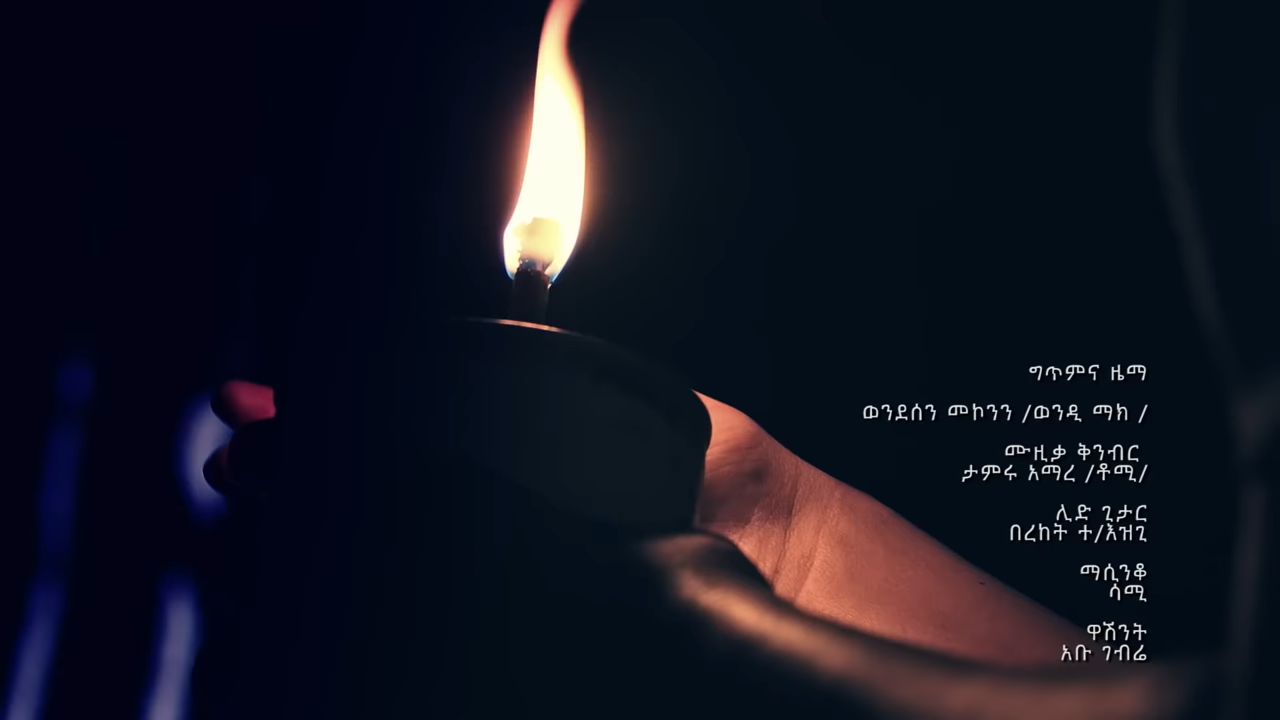 ግጥምና ዜማ
ወንደሰን መኮንን /ወንዲ ማክ /
ሙዚቃ ቅንብር
ታምሩ አማረ /ቶሚ/
ሊድ ጊታር
በረከት ተ/እዝጊ
ማሲንቆ
ሳሚ
ዋሽንት
አቡ ገብሬ